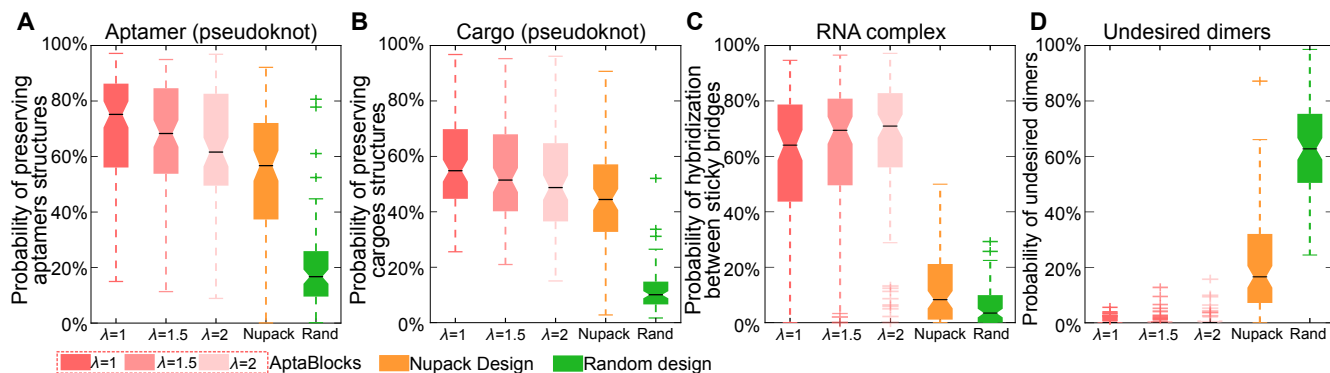 A Aptamer (pseudoknot)
Probability of preserving
aptamers structures
100%
80%
60%
40%
20%
0%
λ=1 λ=1.5 λ=2 Nupack Rand
B Cargo (pseudoknot)
Probability of preserving
cargoes structures
100%
80%
60%
40%
20%
0%
λ=1 λ=1.5 λ=2 Nupack Rand
C RNA complex
Probability of hybridization
between sticky bridges
100%
80%
60%
40%
20%
0%
λ=1 λ=1.5 λ=2 Nupack Rand
D Undesired dimers
Probability of undesired dimers
100%
80%
60%
40%
20%
0%
λ=1 λ=1.5 λ=2 Nupack Rand
λ=1 λ=1.5 λ=2 AptaBlocks Nupack Design Random design